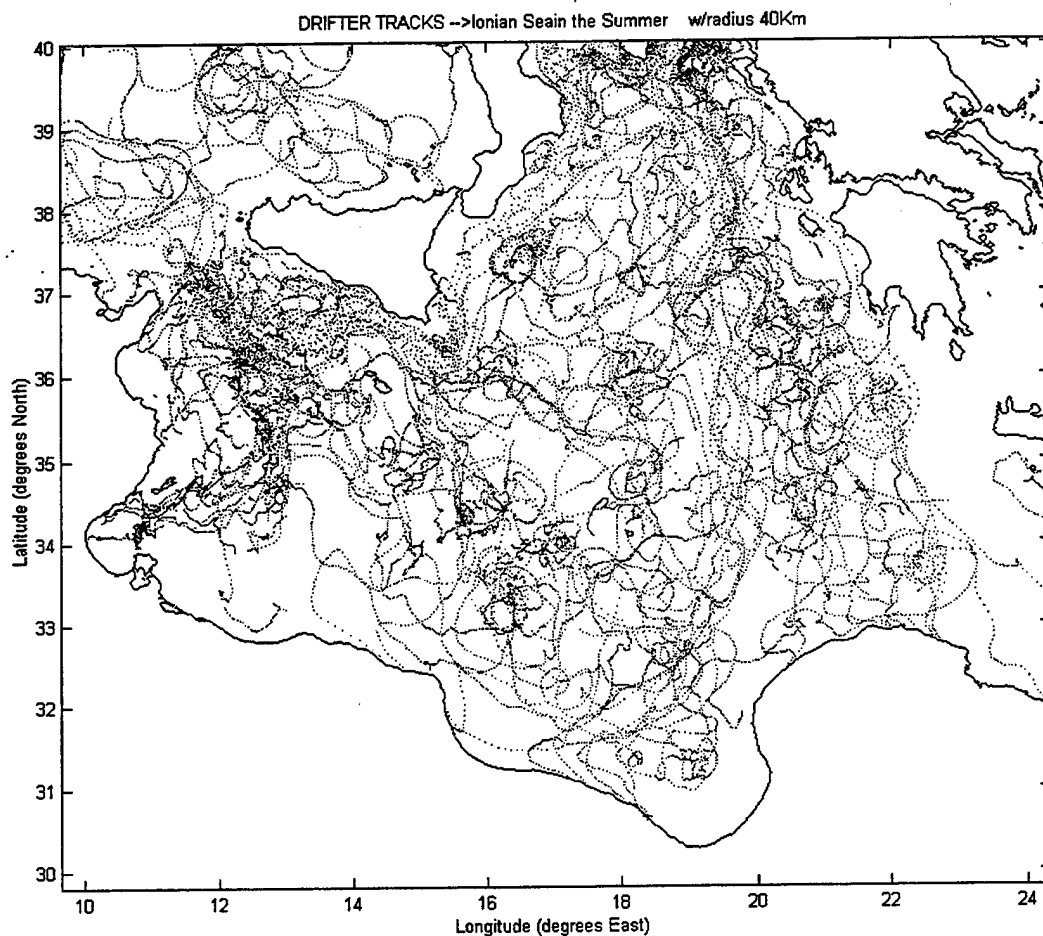 DRIFTER TRACKS -->Ionian Seain the Summer w/radius 40Km
40
39
38
37
36
35
34
33
32
31
30
Latitude (degrees North)
10 12 14 16 18 20 22 24
Longitude (degrees East)